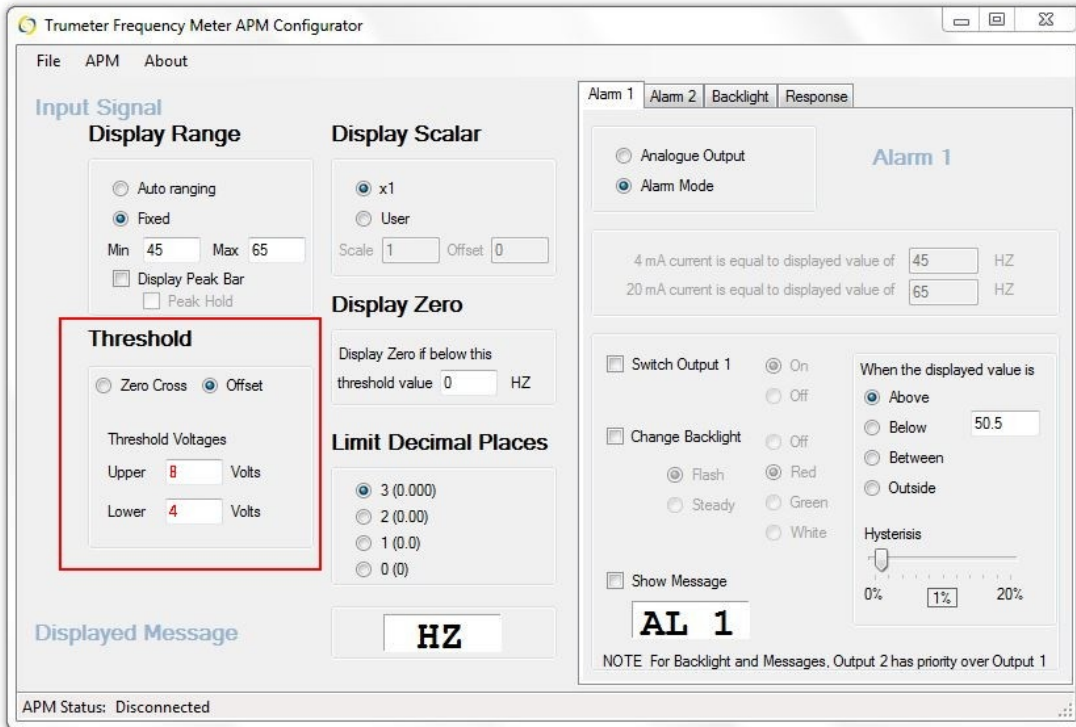 Trumeter Frequency Meter APM Configurator
File APM About
Input Signal
Display Range
Auto ranging
Fixed
Min 45 Max 65
Display Peak Bar
Peak Hold
Threshold
Zero Cross Offset
Threshold Voltages
Upper 8 Volts
Lower 4 Volts
Display Scalar
x1
User
Scale 1 Offset 0
Display Zero
Display Zero if below this
threshold value 0 HZ
Limit Decimal Places
3 (0.000)
2 (0.00)
1 (0.0)
0 (0)
Displayed Message
HZ
Alarm 1 Alarm 2 Backlight Response
Analogue Output
Alarm Mode
Alarm 1
4 mA current is equal to displayed value of 45 HZ
20 mA current is equal to displayed value of 65 HZ
Switch Output 1
On
Off
Change Backlight
Flash
Steady
Off
Red
Green
White
Show Message
AL 1
When the displayed value is
Above
Below
Between
Outside
50.5
Hysterisis
0% 1% 20%
NOTE For Backlight and Messages, Output 2 has priority over Output 1
APM Status: Disconnected